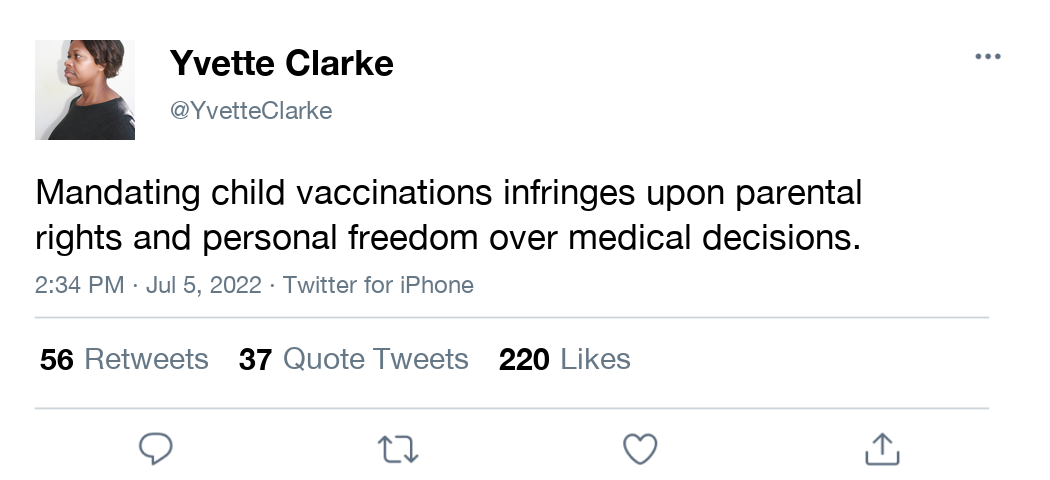 Yvette Clarke
@YvetteClarke
Mandating child vaccinations infringes upon parental
rights and personal freedom over medical decisions.
2:34 PM · Jul 5, 2022 · Twitter for iPhone
56 Retweets 37 Quote Tweets 220 Likes